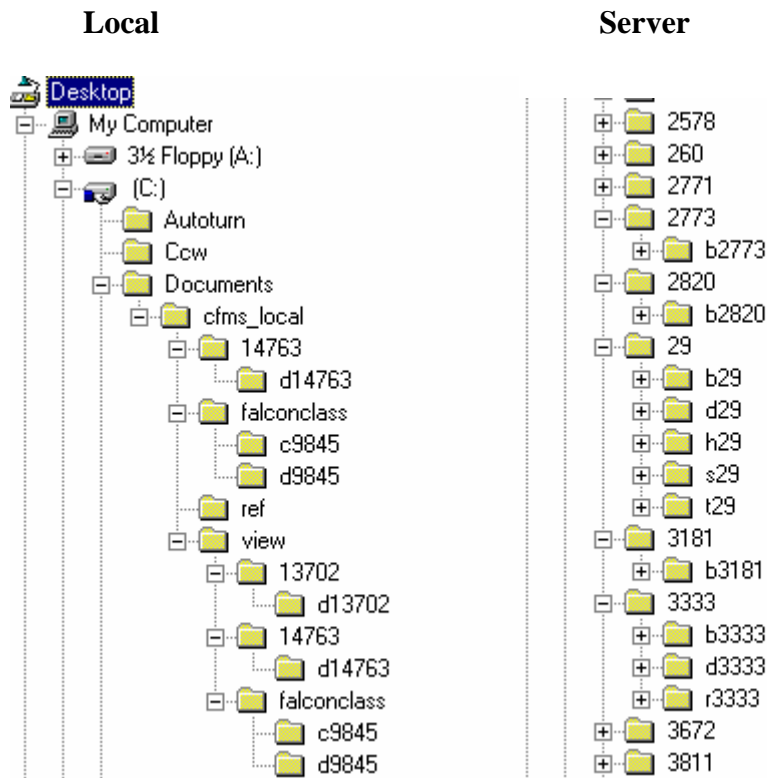 Local
Desktop
My Computer
3½ Floppy (A:)
(C:)
Autoturn
Ccw
Documents
cfms_local
14763
d14763
falconclass
c9845
d9845
ref
view
13702
d13702
14763
d14763
falconclass
c9845
d9845
Server
2578
260
2771
2773
b2773
2820
b2820
29
b29
d29
h29
s29
t29
3181
b3181
3333
b3333
d3333
r3333
3672
3811